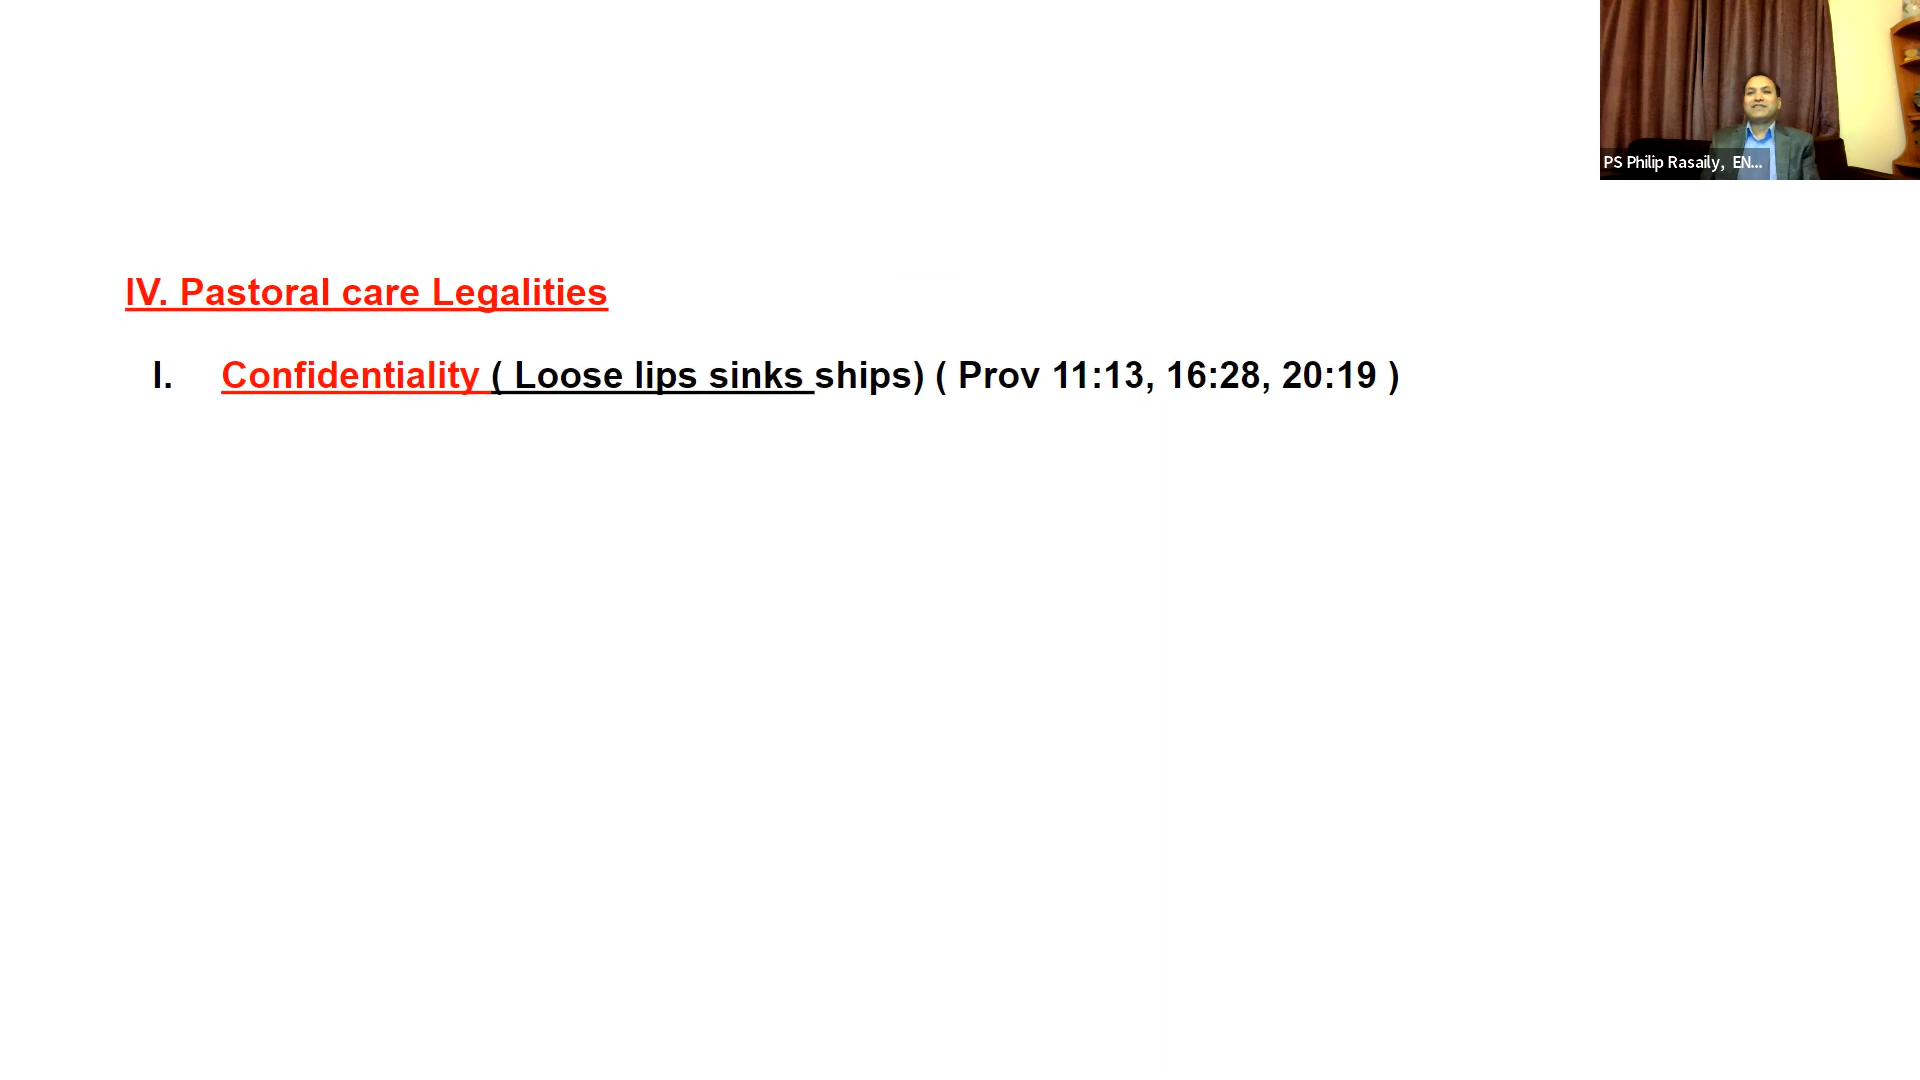 PS Philip Rasaily, EN...
IV. Pastoral care Legalities
I. Confidentiality ( Loose lips sinks ships) ( Prov 11:13, 16:28, 20:19 )